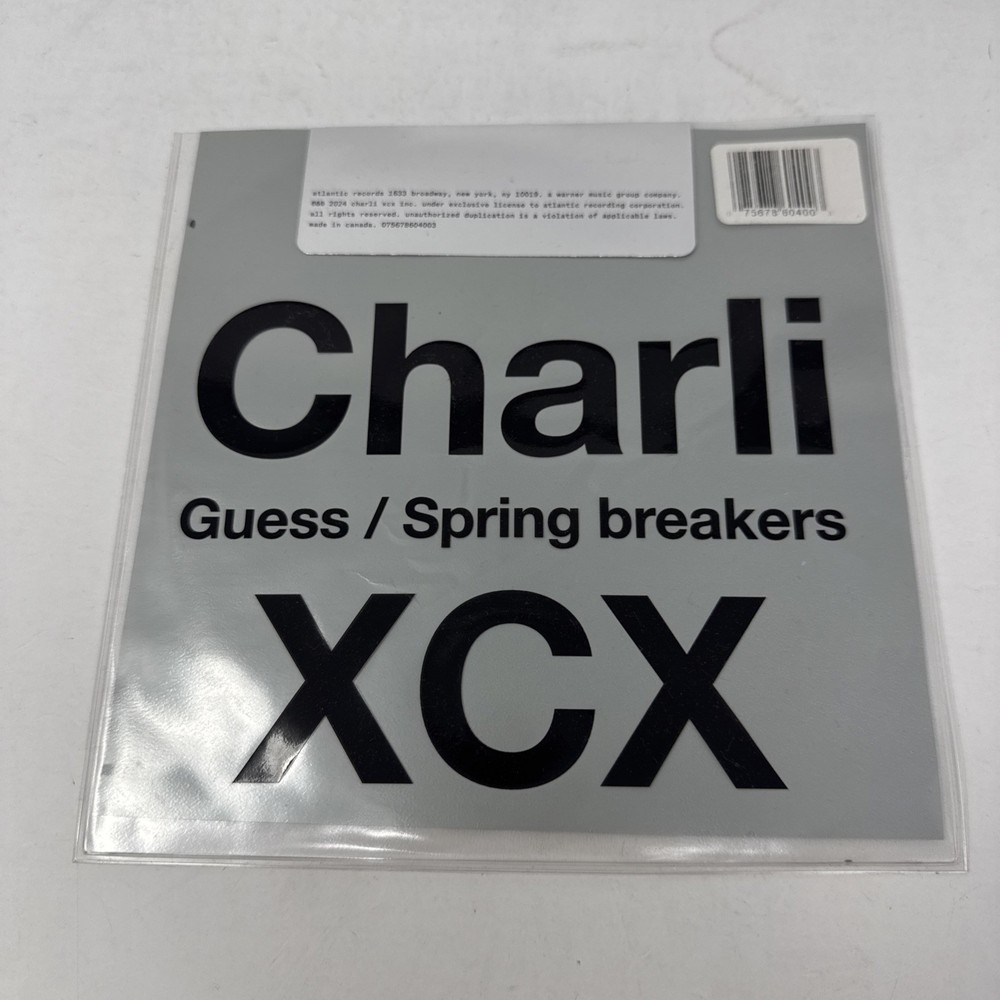 atlantic records 1633 broadway, new york, ny 10019. a warner music group company.
2024 charli xcx inc. under exclusive license to atlantic recording corporation.
all rights reserved. unauthorized duplication is a violation of applicable laws.
made in canada. 075678604003
75678 80400
Charli
Guess / Spring breakers
XCX